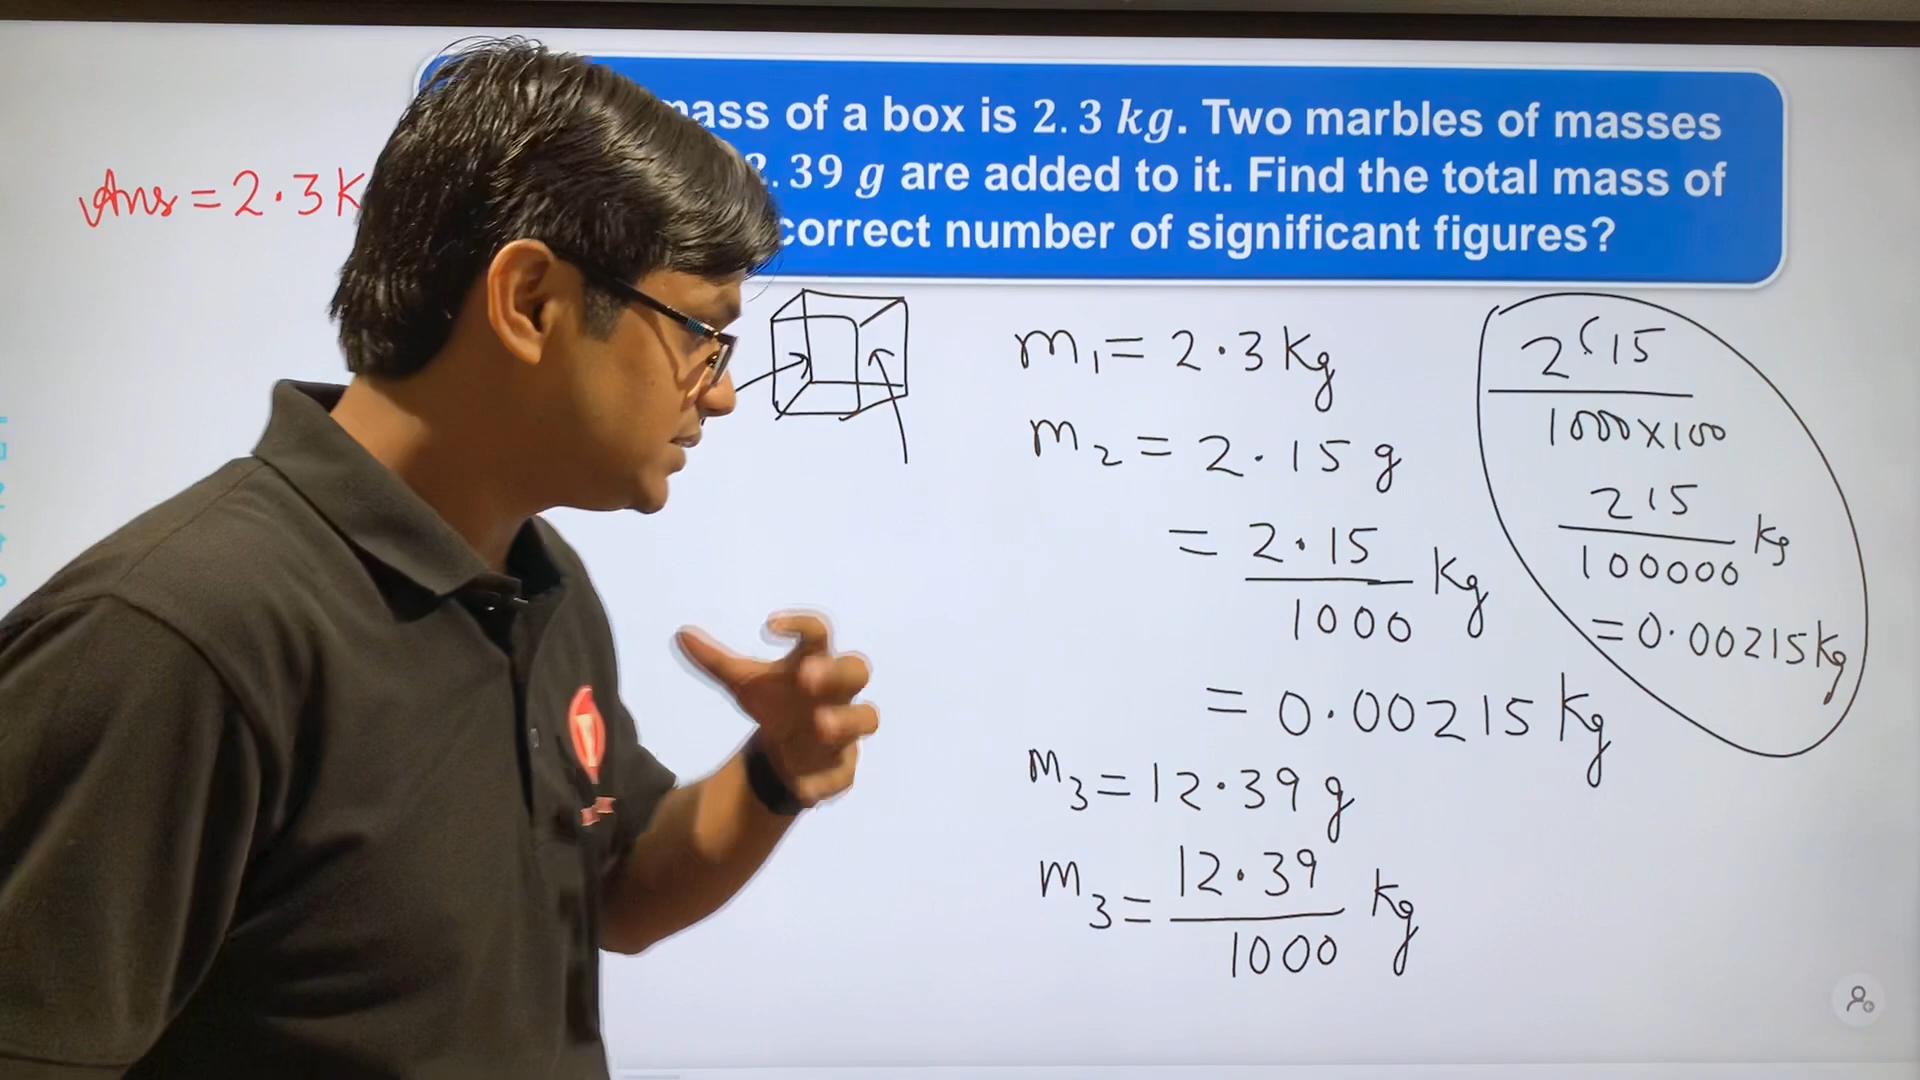 mass of a box is 2.3 kg. Two marbles of masses
.39 g are added to it. Find the total mass of
correct number of significant figures?
Ans = 2.3 K
m₁ = 2.3 Kg
m₂ = 2.15 g
= 2.15 / 1000 Kg
= 0.00215 Kg
m₃ = 12.39 g
m₃ = 12.39 / 1000 Kg
215 / 1000×100
215 / 100000 Kg
= 0.00215 Kg